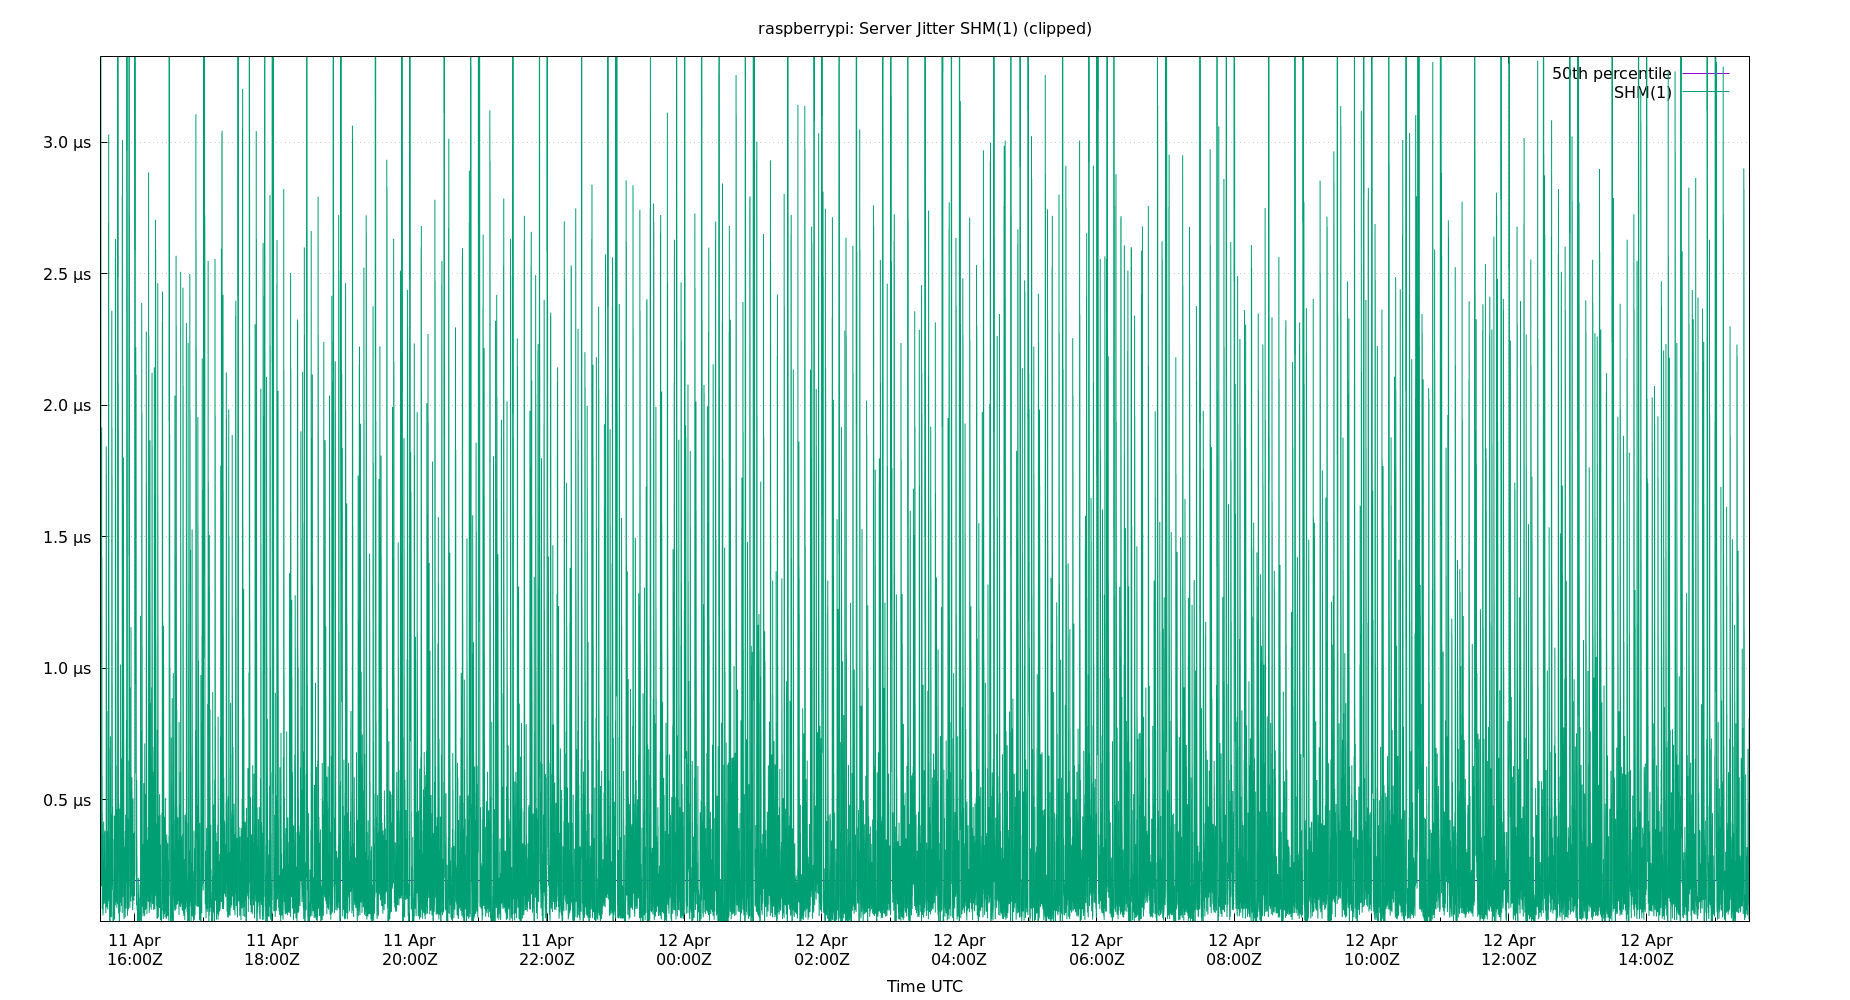 raspberrypi: Server Jitter SHM(1) (clipped)
50th percentile
SHM(1)
3.0 µs
2.5 µs
2.0 µs
1.5 µs
1.0 µs
0.5 µs
11 Apr 11 Apr 11 Apr 11 Apr 12 Apr 12 Apr 12 Apr 12 Apr 12 Apr 12 Apr 12 Apr 12 Apr
16:00Z 18:00Z 20:00Z 22:00Z 00:00Z 02:00Z 04:00Z 06:00Z 08:00Z 10:00Z 12:00Z 14:00Z
Time UTC